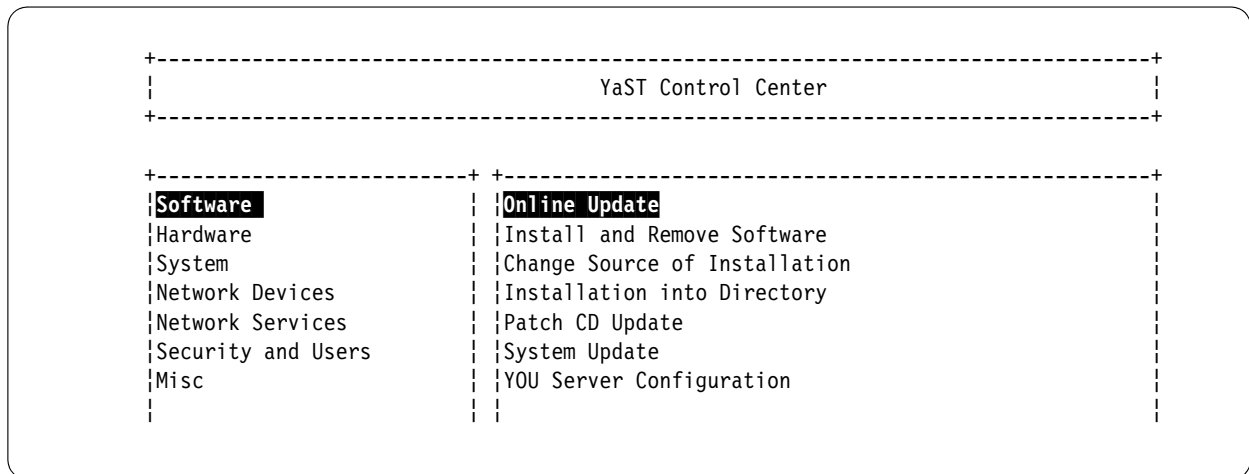 YaST Control Center
Software Online Update
Hardware Install and Remove Software
System Change Source of Installation
Network Devices Installation into Directory
Network Services Patch CD Update
Security and Users System Update
Misc YOU Server Configuration